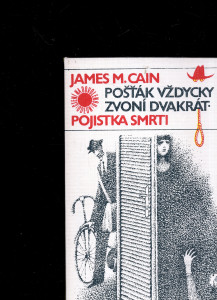 JAMES M. CAIN
POŠŤÁK VŽDYCKY
ZVONÍ DVAKRÁT-
POJISTKA SMRTI